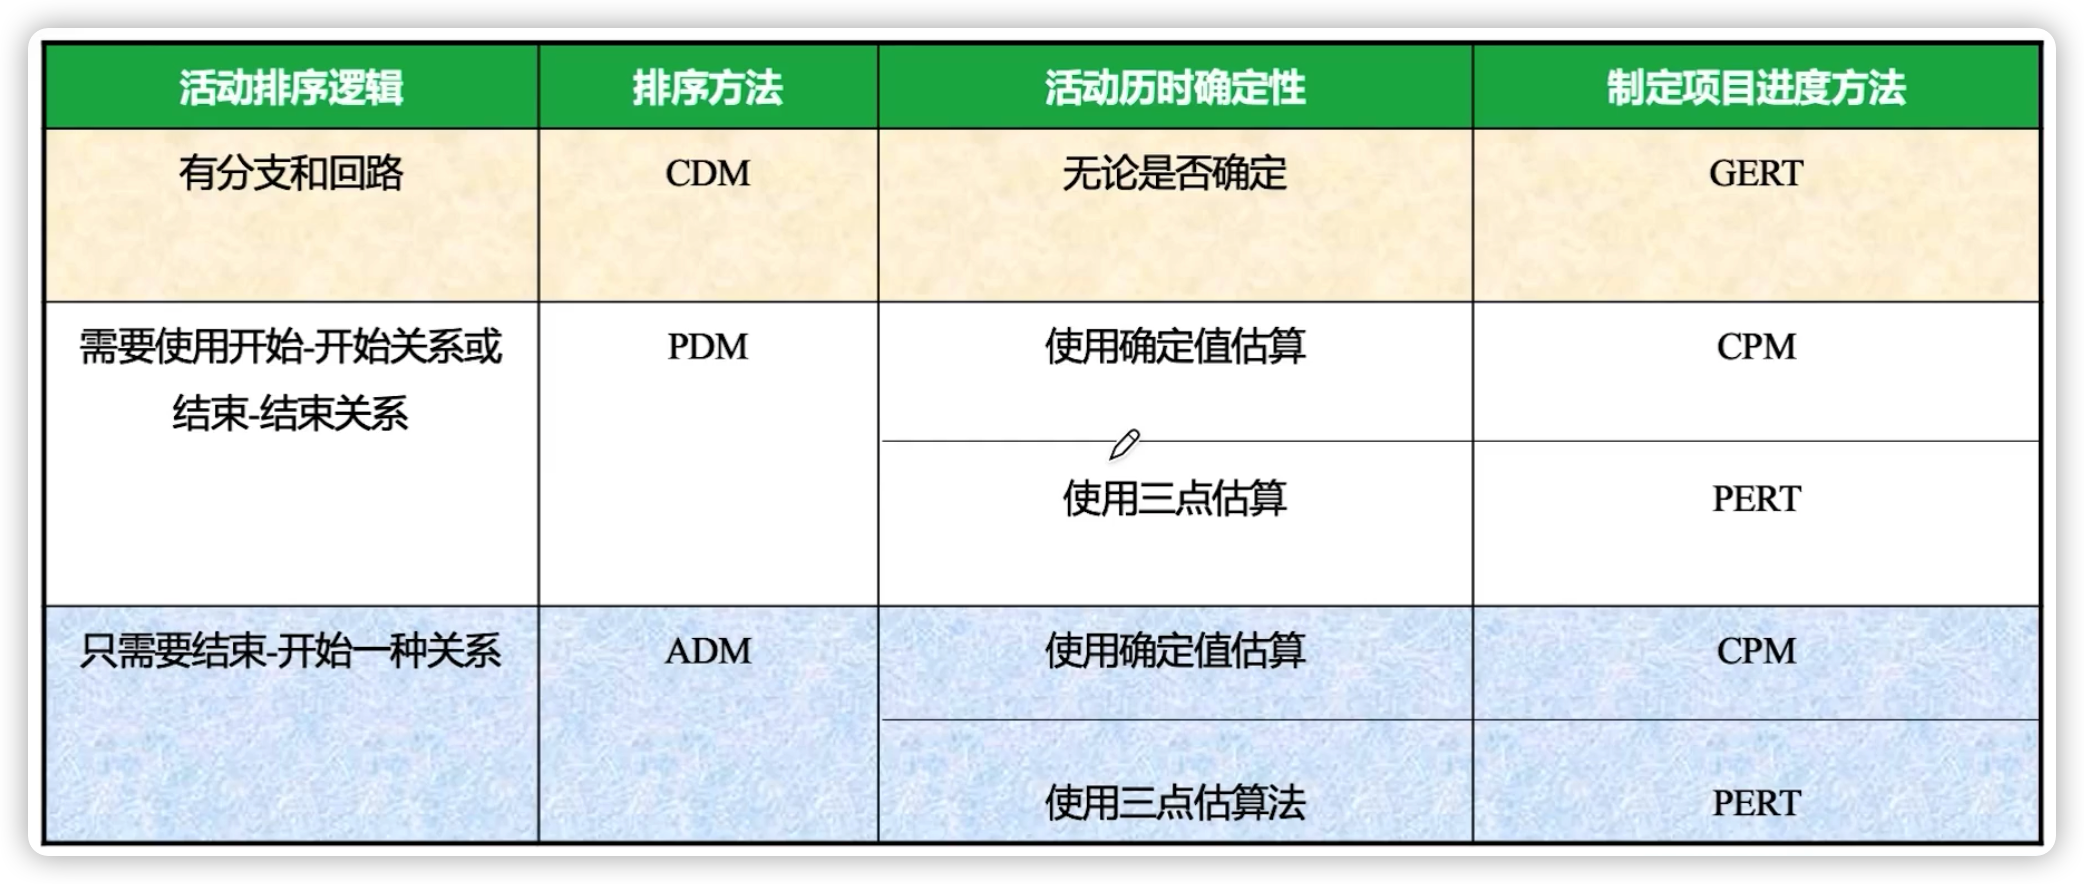 活动排序逻辑 排序方法 活动历时确定性 制定项目进度方法
有分支和回路 CDM 无论是否确定 GERT
需要使用开始-开始关系或 PDM 使用确定值估算 CPM
结束-结束关系
使用三点估算 PERT
只需要结束-开始一种关系 ADM 使用确定值估算 CPM
使用三点估算法 PERT